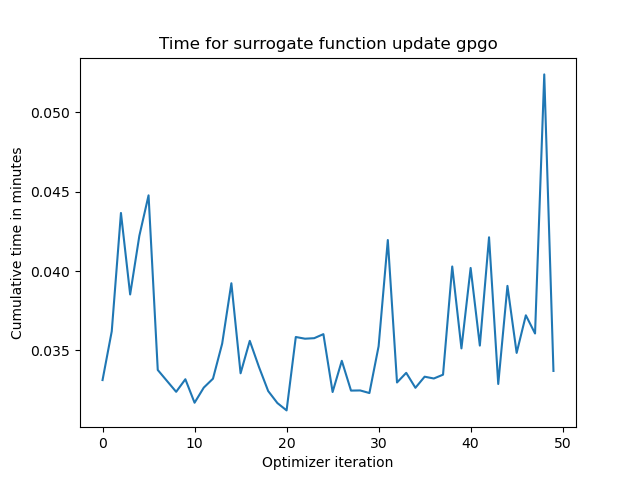 Time for surrogate function update gpgo
Cumulative time in minutes
0.050
0.045
0.040
0.035
0 10 20 30 40 50
Optimizer iteration